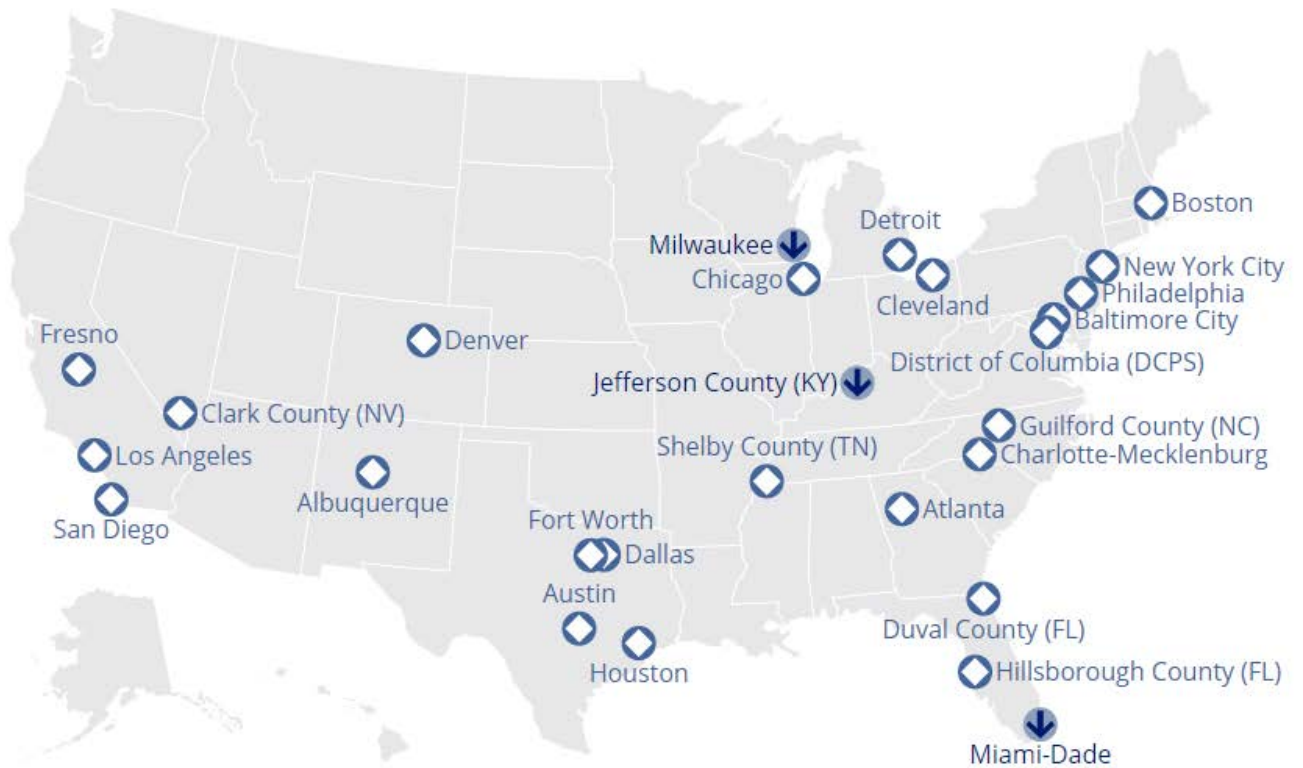 Boston
Detroit
Milwaukee
New York City
Chicago
Philadelphia
Cleveland
Baltimore City
Fresno
Denver
District of Columbia (DCPS)
Jefferson County (KY)
Clark County (NV)
Guilford County (NC)
Shelby County (TN)
Charlotte-Mecklenburg
Los Angeles
Albuquerque
Atlanta
San Diego
Fort Worth
Dallas
Austin
Duval County (FL)
Houston
Hillsborough County (FL)
Miami-Dade